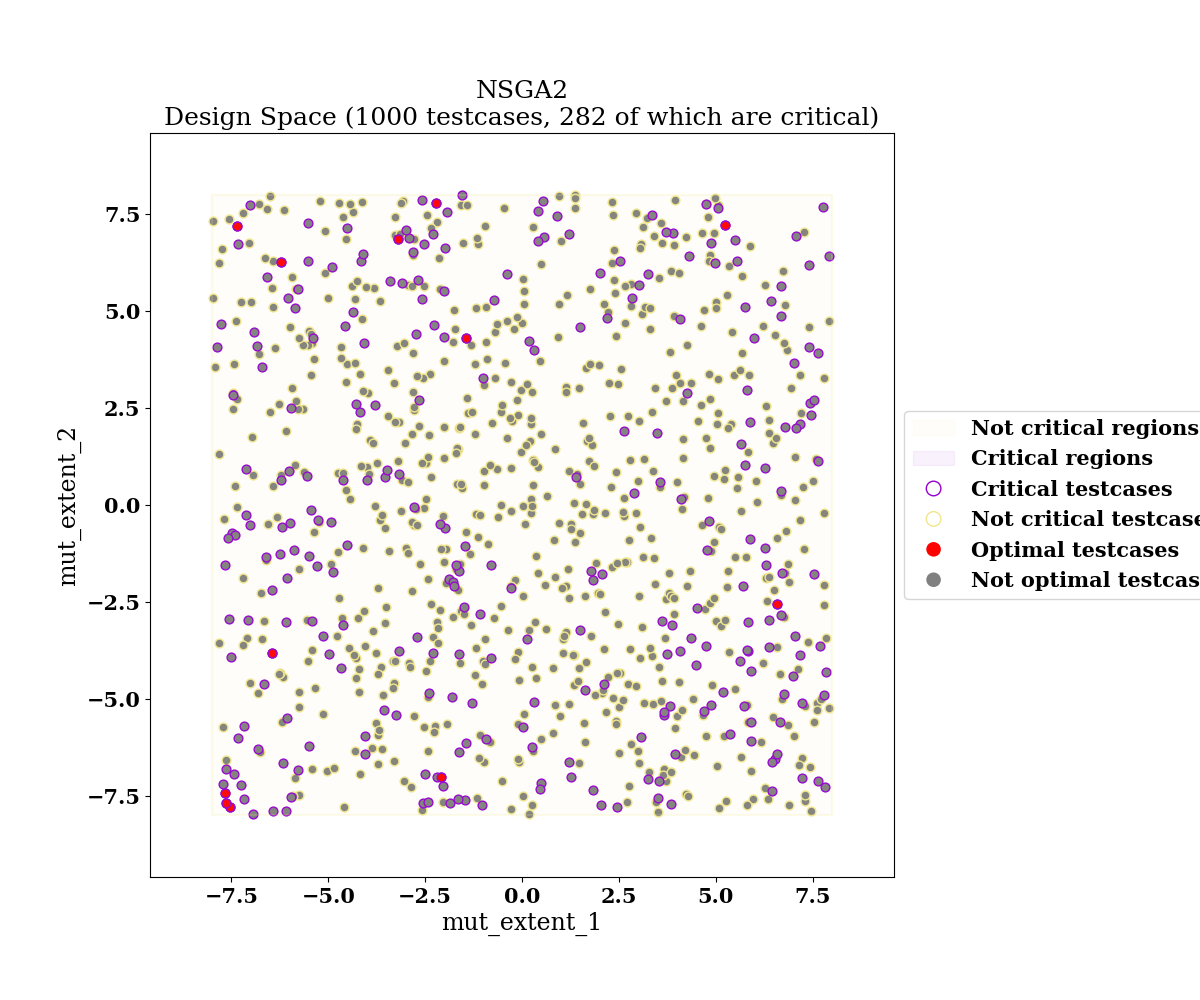 NSGA2
Design Space (1000 testcases, 282 of which are critical)
7.5
5.0
2.5
0.0
−2.5
−5.0
−7.5
mut_extent_2
−7.5 −5.0 −2.5 0.0 2.5 5.0 7.5
mut_extent_1
Not critical regions
Critical regions
Critical testcases
Not critical testcase
Optimal testcases
Not optimal testcas